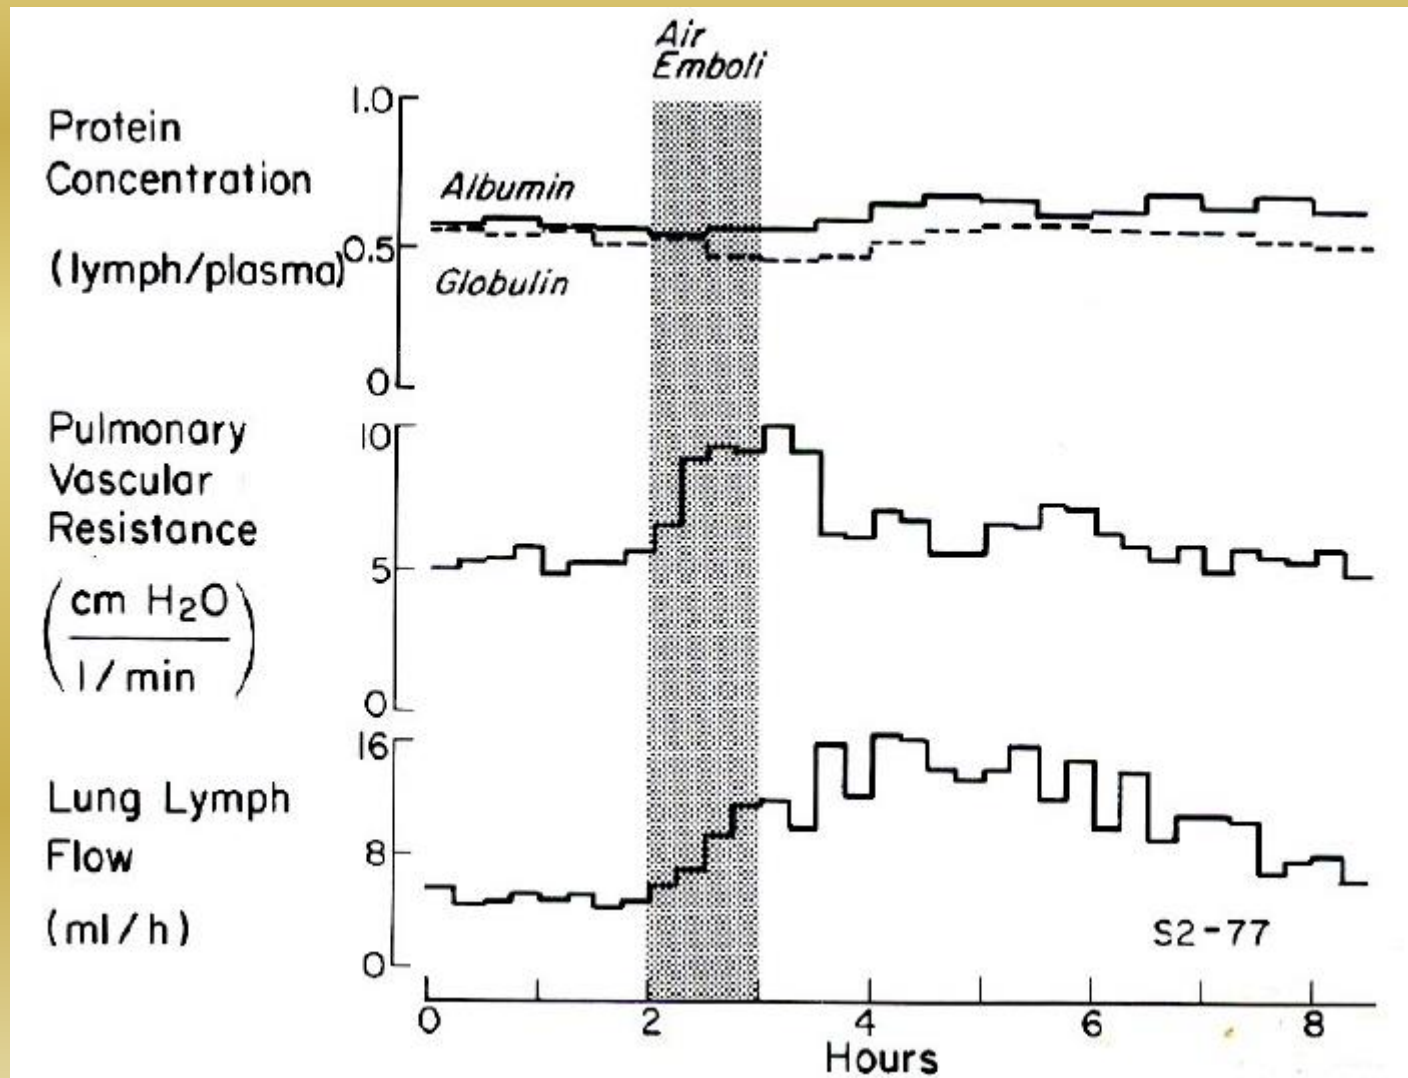 Air
Emboli
Protein
Concentration
(lymph/plasma)
1.0
0.5
0
Albumin
Globulin
Pulmonary
Vascular
Resistance
(cm H₂O
l/min)
10
5
0
Lung Lymph
Flow
(ml/h)
16
8
0
S2-77
0 2 4 6 8
Hours